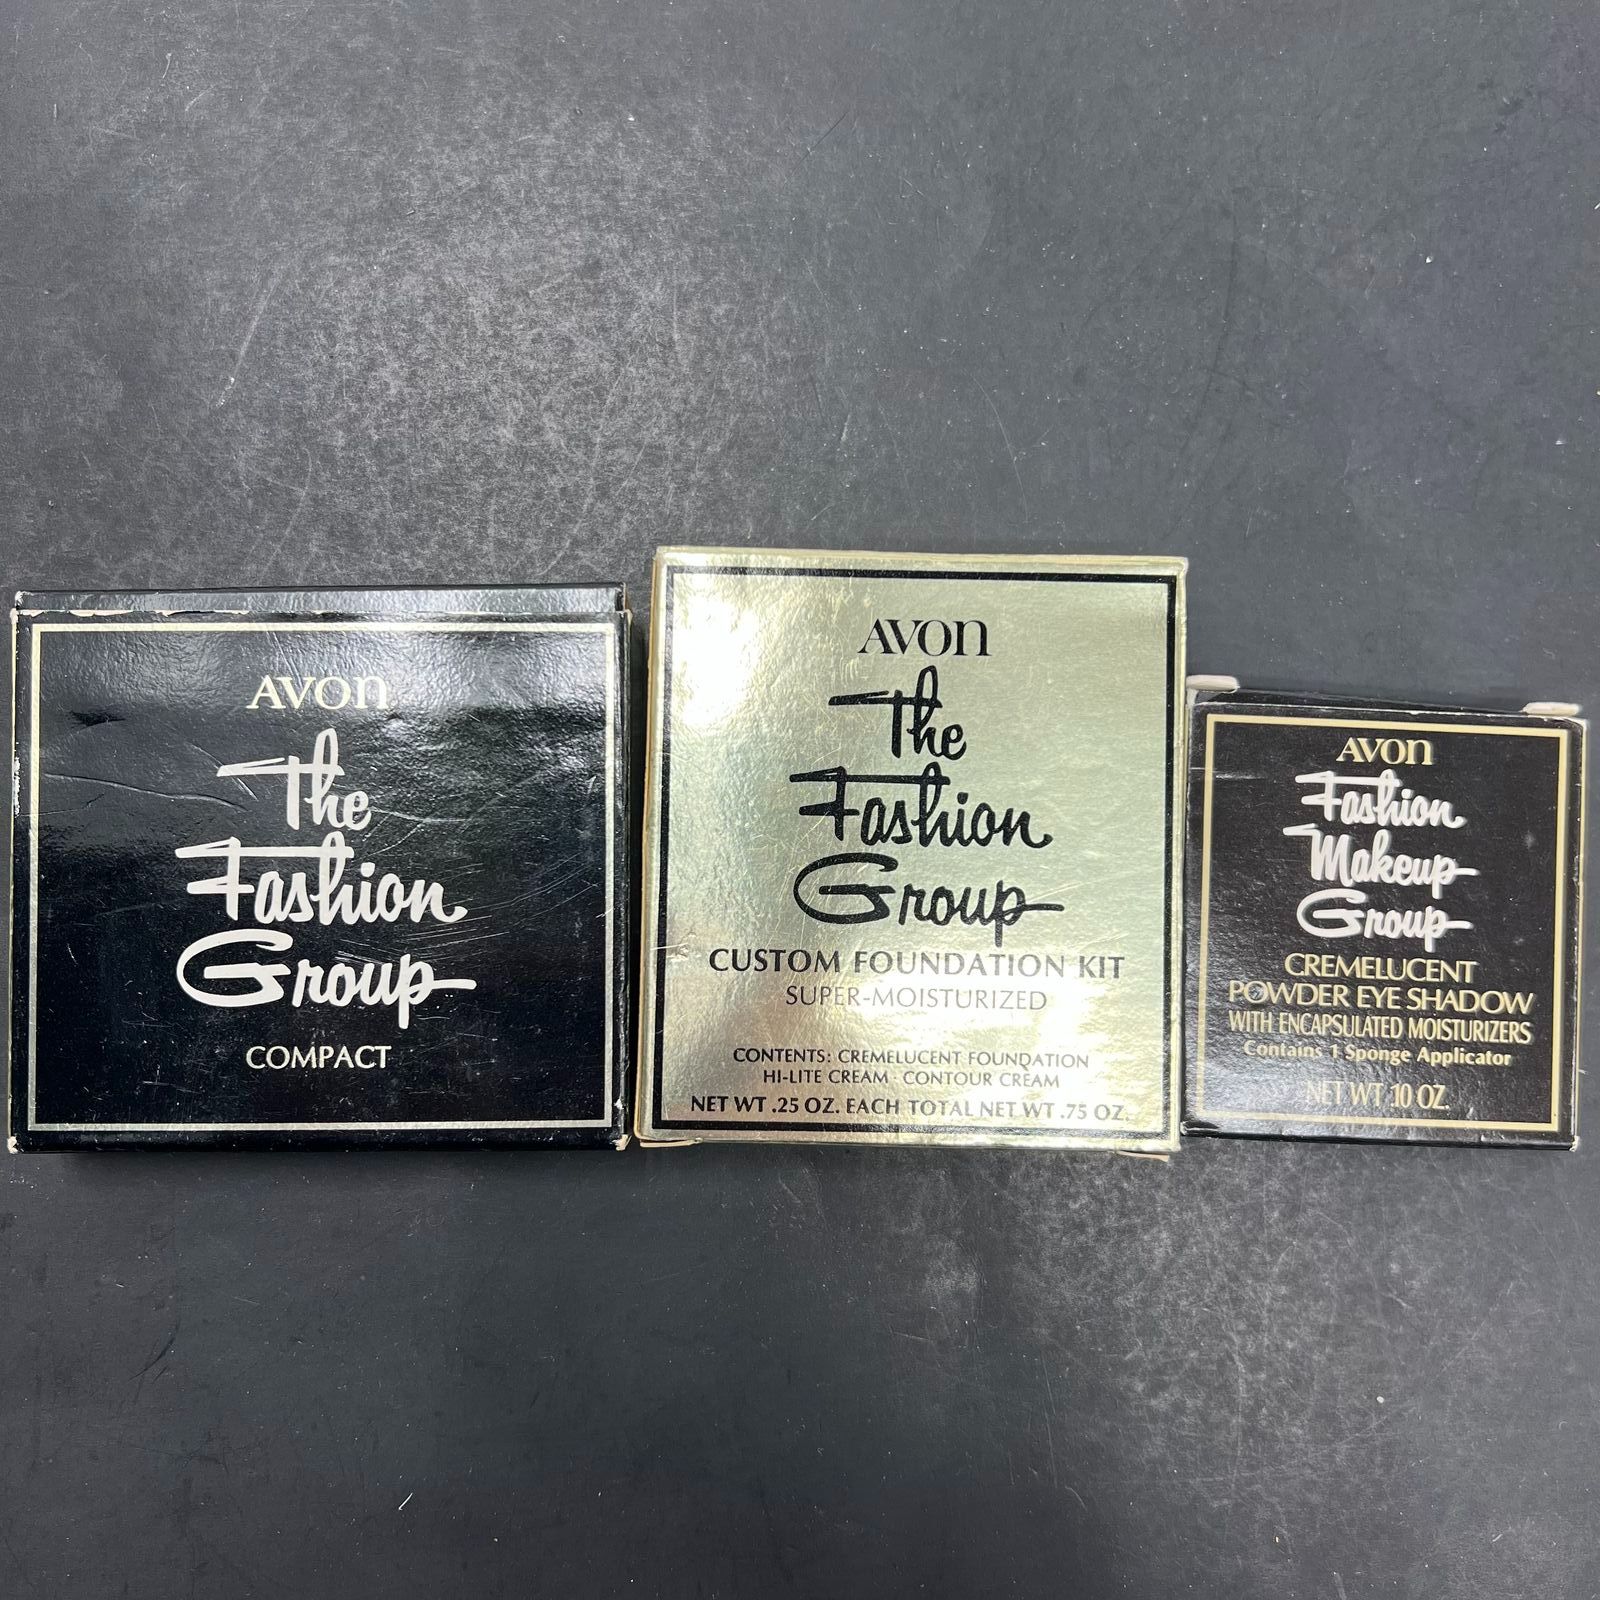 AVON
The
Fashion
Group
COMPACT
AVON
The
Fashion
Group
CUSTOM FOUNDATION KIT
SUPER-MOISTURIZED
CONTENTS: CREMELUCENT FOUNDATION
HI-LITE CREAM · CONTOUR CREAM
NET WT .25 OZ. EACH TOTAL NET WT .75 OZ.
AVON
Fashion
Makeup
Group
CREMELUCENT
POWDER EYE SHADOW
WITH ENCAPSULATED MOISTURIZERS
Contains 1 Sponge Applicator
NET WT .10 OZ.